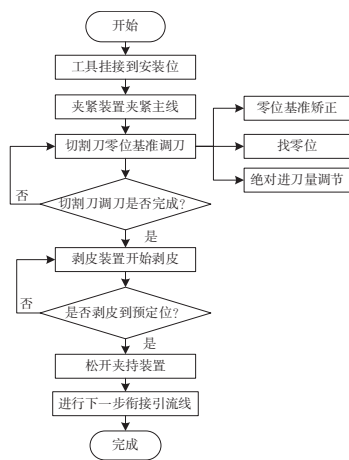 开始
工具挂接到安装位
夹紧装置夹紧主线
切割刀零位基准调刀
零位基准矫正
找零位
绝对进刀量调节
否
切割刀调刀是否完成?
是
剥皮装置开始剥皮
否
是否剥皮到预定位?
是
松开夹持装置
进行下一步衔接引流线
完成